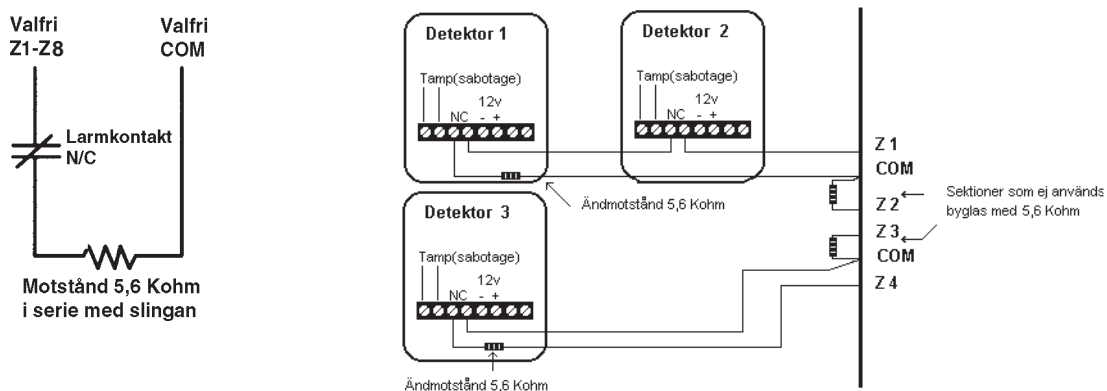 Valfri
Z1-Z8
Valfri
COM
Larmkontakt
N/C
Motstånd 5,6 Kohm
i serie med slingan
Detektor 1
Tamp(sabotage)
12v
NC - +
Detektor 2
Tamp(sabotage)
12v
NC - +
Ändmotstånd 5,6 Kohm
Detektor 3
Tamp(sabotage)
12v
NC - +
Ändmotstånd 5,6 Kohm
Z 1
COM
Z 2
Z 3
COM
Z 4
Sektioner som ej används
byglas med 5,6 Kohm